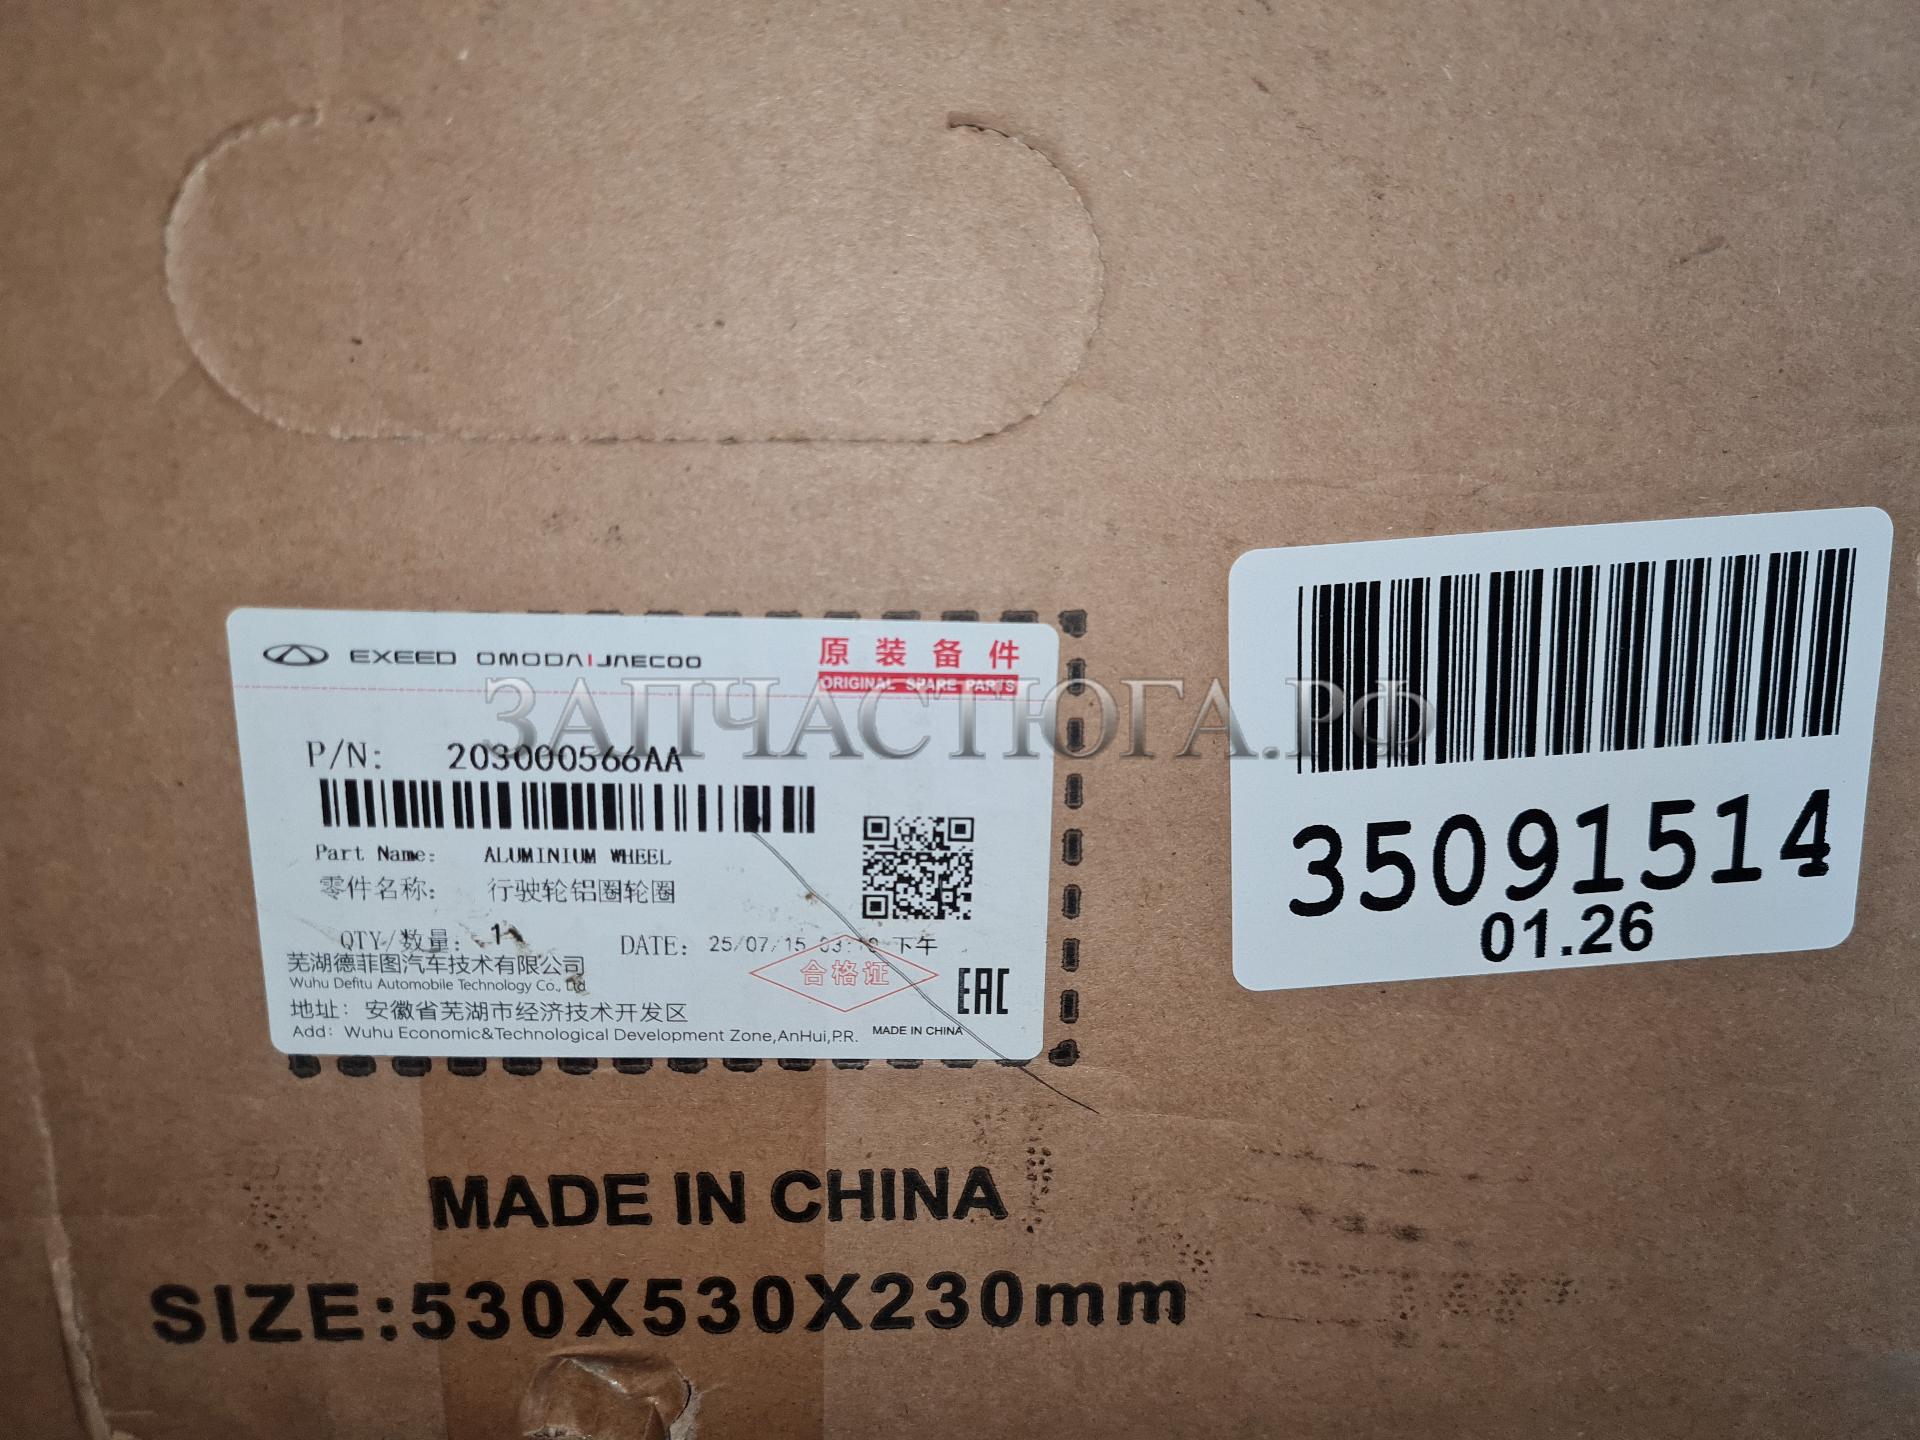 EXEED OMODA JAECOO
原装备件
ORIGINAL SPARE PARTS
ЗАПЧАСТЮГА.РФ
P/N: 203000566AA
Part Name: ALUMINIUM WHEEL
零件名称: 行驶轮铝圈轮圈
QTY/数量: 1
DATE: 25/07/15 03:18 下午
芜湖德菲图汽车技术有限公司
Wuhu Defitu Automobile Technology Co., Ltd
合格证
EAC
地址: 安徽省芜湖市经济技术开发区
Add: Wuhu Economic&Technological Development Zone,AnHui,P.R.
MADE IN CHINA
35091514
01.26
MADE IN CHINA
SIZE:530X530X230mm